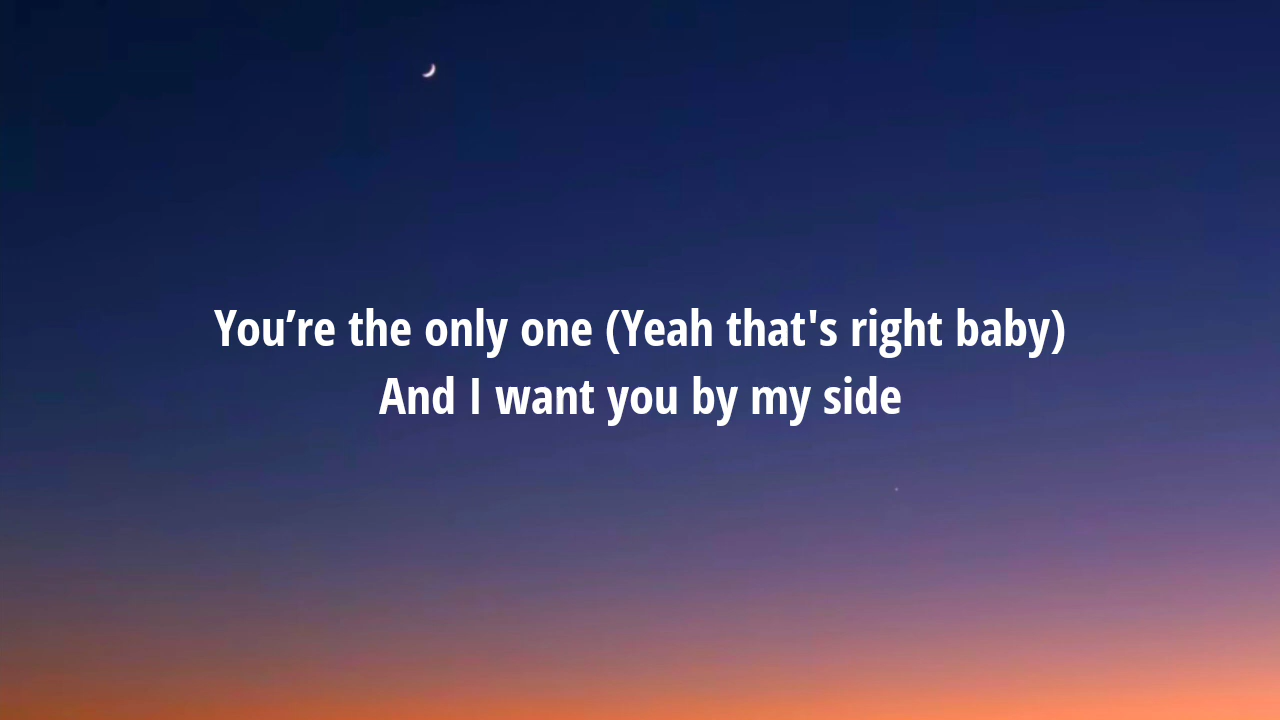 You’re the only one (Yeah that's right baby)
And I want you by my side